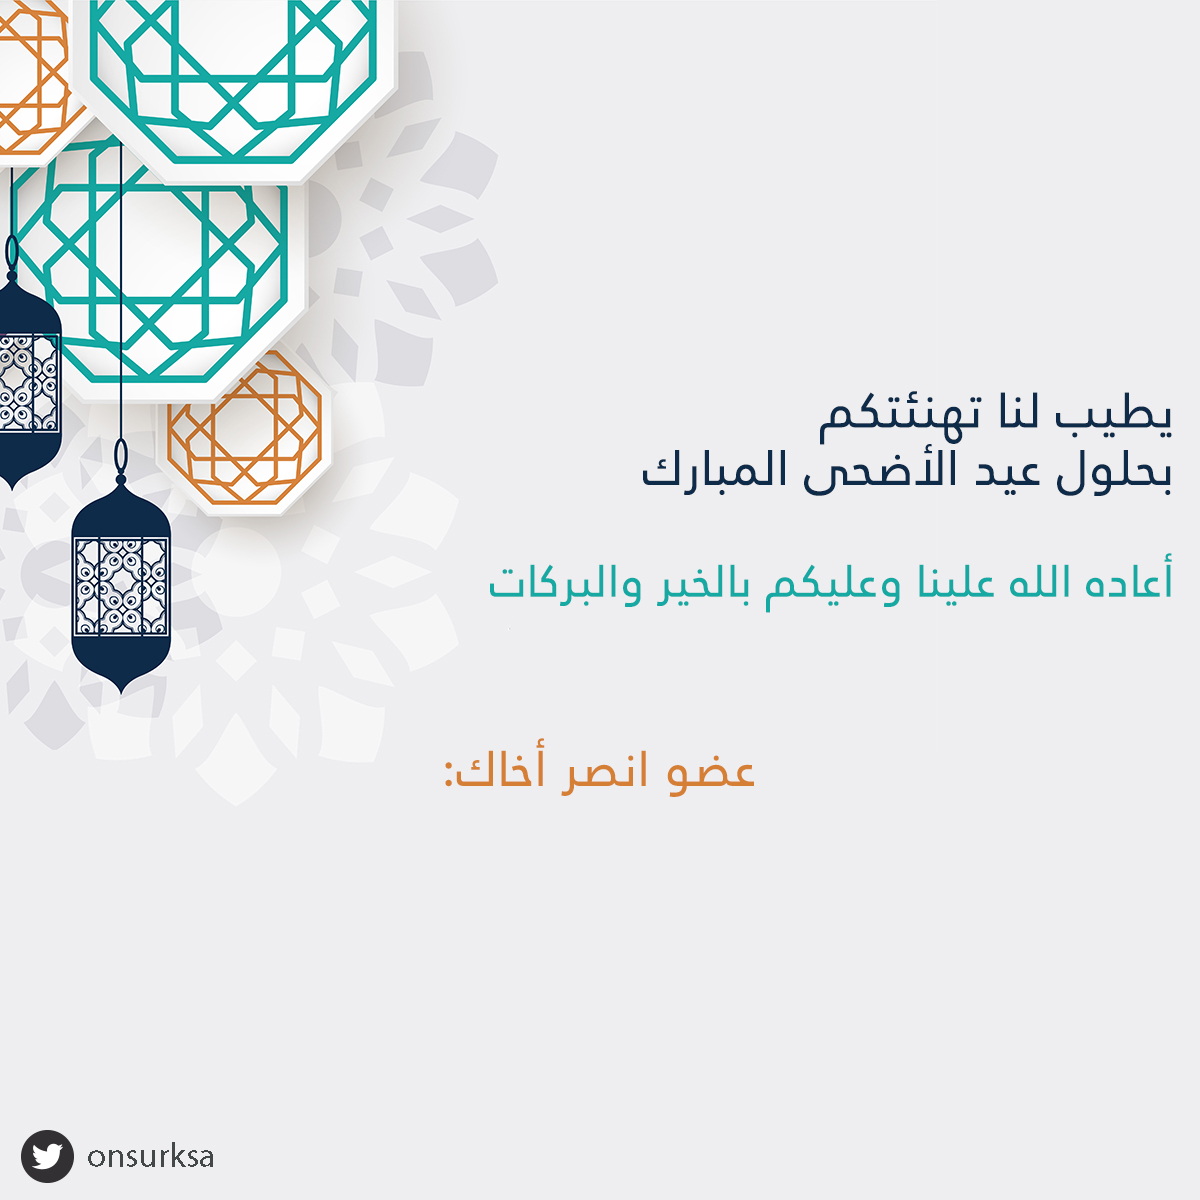 يطيب لنا تهنئتكم
بحلول عيد الأضحى المبارك
أعاده الله علينا وعليكم بالخير والبركات
عضو انصر أخاك:
onsurksa